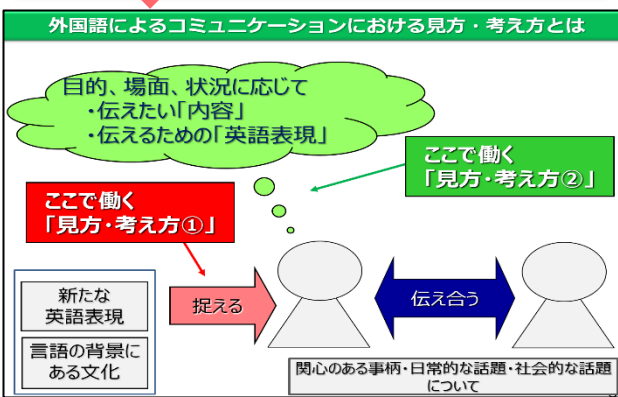 外国語によるコミュニケーションにおける見方・考え方とは
目的、場面、状況に応じて
・伝えたい「内容」
・伝えるための「英語表現」
ここで働く
「見方・考え方②」
ここで働く
「見方・考え方①」
新たな
英語表現
言語の背景に
ある文化
捉える
伝え合う
関心のある事柄・日常的な話題・社会的な話題
について